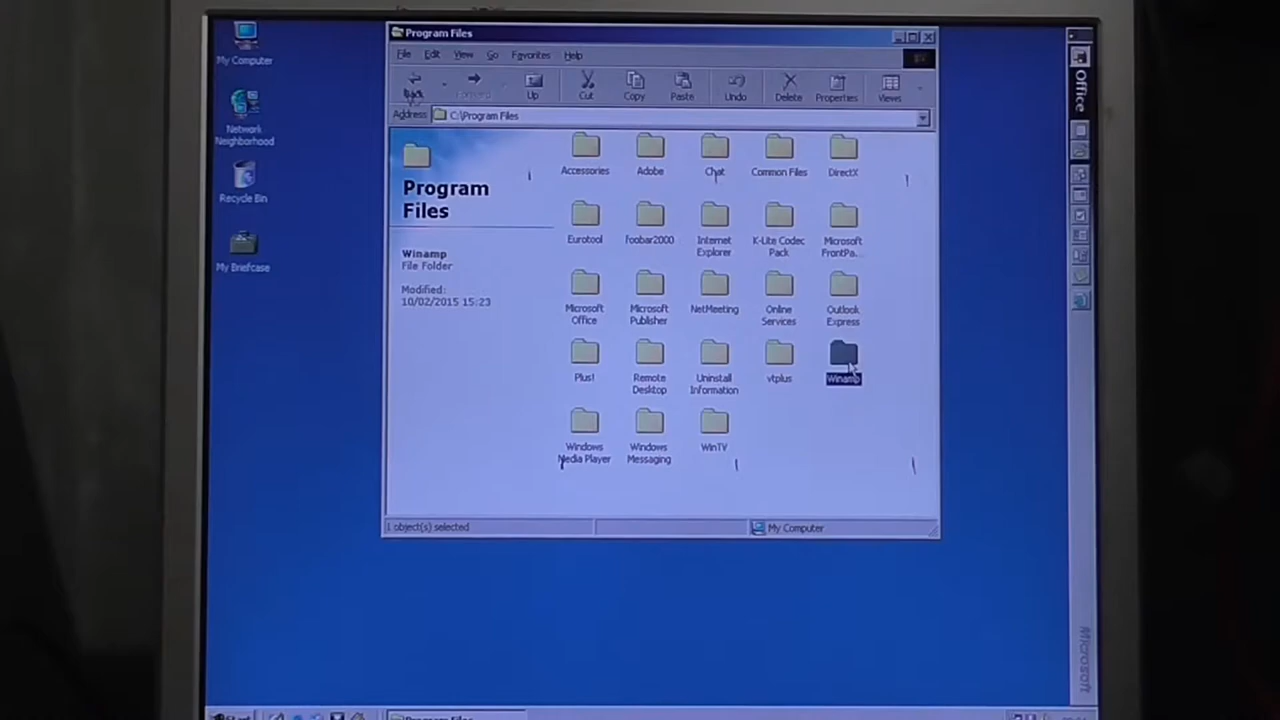 My Computer
Network
Neighborhood
Recycle Bin
My Briefcase
Program Files
File Edit View Go Favorites Help
Back Forward Up Cut Copy Paste Undo Delete Properties Views
Address C:\Program Files
Program
Files
Winamp
File Folder
Modified:
10/02/2015 15:23
Accessories Adobe Chat Common Files DirectX
Eurotool foobar2000 Internet
Explorer K-Lite Codec
Pack Microsoft
FrontPa...
Microsoft
Office Microsoft
Publisher NetMeeting Online
Services Outlook
Express
Plus! Remote
Desktop Uninstall
Information vtplus Winamp
Windows
Media Player Windows
Messaging WinTV
1 object(s) selected
My Computer
Office
Microsoft
Start
Program Files